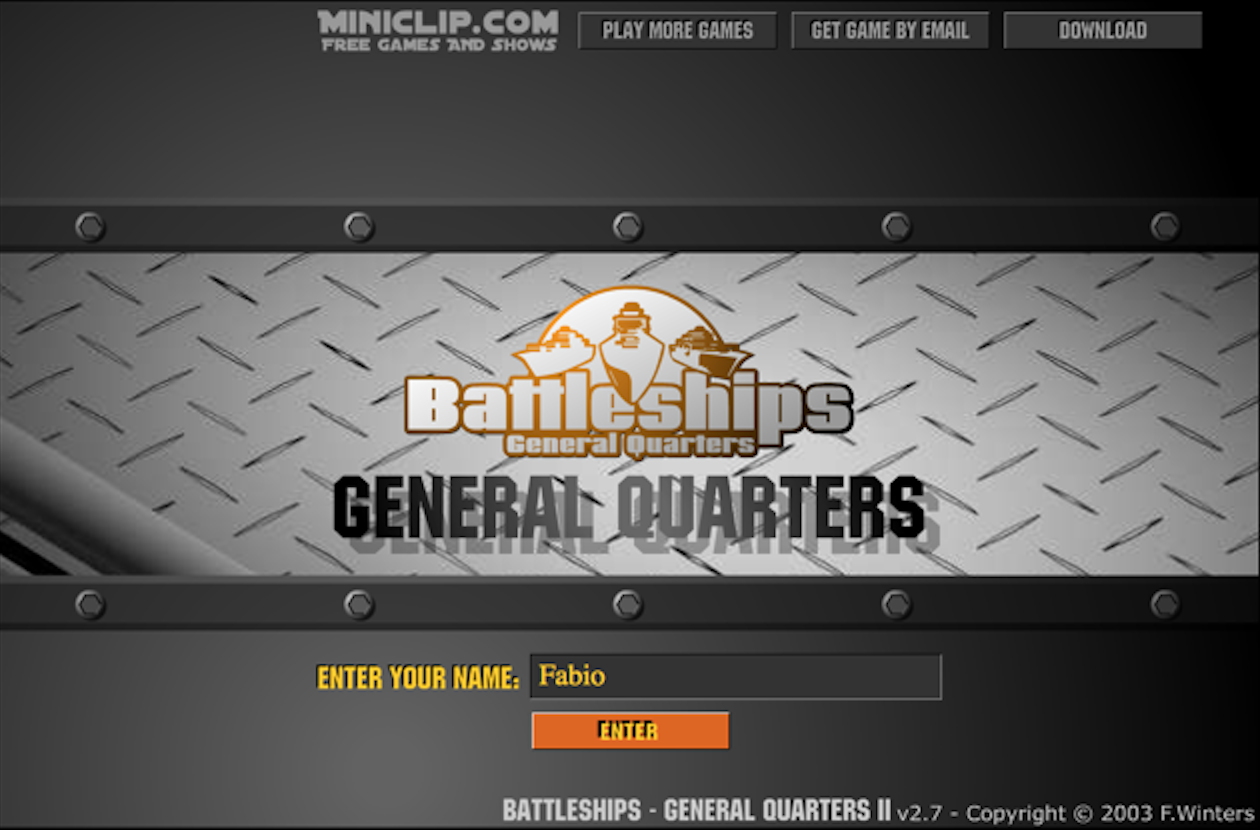 MINICLIP.COM
FREE GAMES AND SHOWS
PLAY MORE GAMES
GET GAME BY EMAIL
DOWNLOAD
Battleships
General Quarters
GENERAL QUARTERS
ENTER YOUR NAME: Fabio
ENTER
BATTLESHIPS - GENERAL QUARTERS II v2.7 - Copyright © 2003 F.Winters